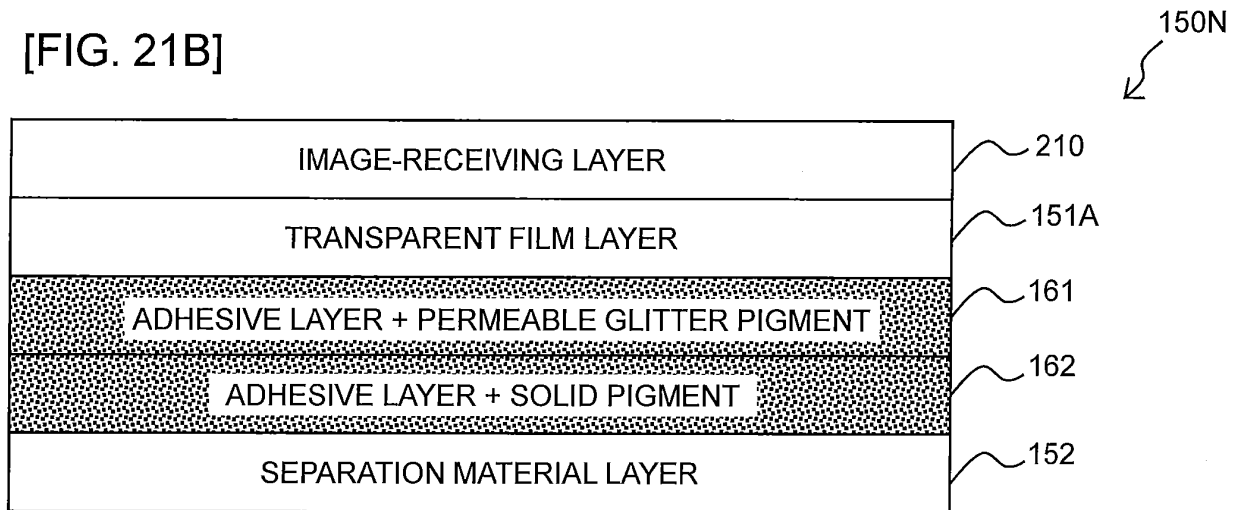 150N
[FIG. 21B]
IMAGE-RECEIVING LAYER 210
TRANSPARENT FILM LAYER 151A
ADHESIVE LAYER + PERMEABLE GLITTER PIGMENT 161
ADHESIVE LAYER + SOLID PIGMENT 162
SEPARATION MATERIAL LAYER 152